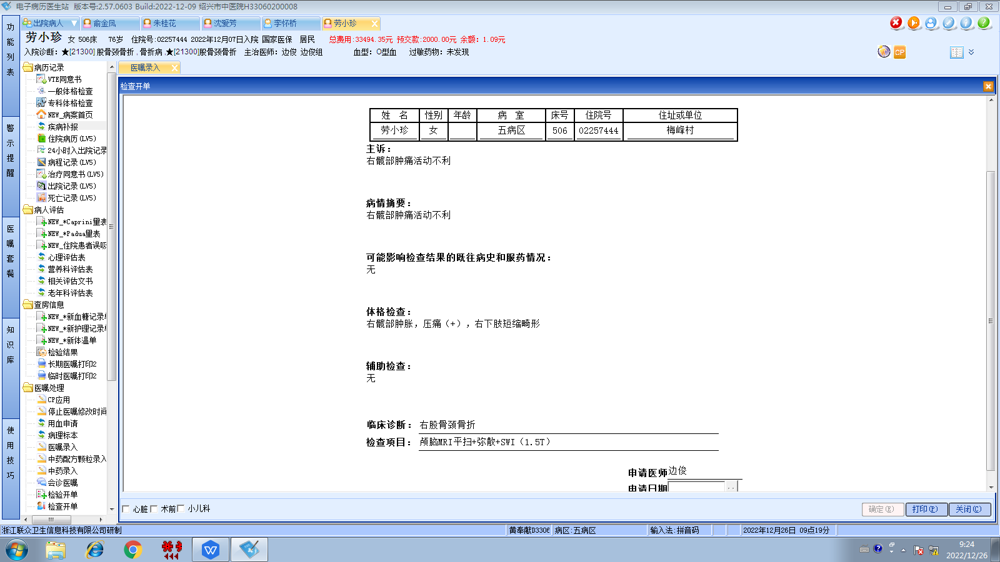 电子病历医生站 版本号:2.57.0603 Build:2022-12-09 绍兴市中医院H33060200008
出院病人 俞金凤 朱桂花 沈爱芳 李怀桥 劳小珍
劳小珍 女 506床 76岁 住院号:02257444 2022年12月07日入院 国家医保 居民 总费用:33494.35元 预交款:2000.00元 余额: 1.09元
入院诊断: ★[21300] 股骨颈骨折 , 骨折病 ,★[21300]股骨颈骨折 主治医师: 边俊 边俊组 血型: O型血 过敏药物: 未发现
CP
功能列表
警示提醒
医嘱套餐
知识库
使用技巧
病历记录
VTE同意书
一般体格检查
专科体格检查
NEW_病案首页
疾病补报
住院病历(LV5)
24小时入出院记录
病程记录(LV5)
治疗同意书(LV5)
出院记录(LV5)
死亡记录(LV5)
病人评估
NEW_*Caprini量表
NEW_*Padua量表
NEW_住院患者误吸
心理评估表
营养科评估表
相关评估文书
老年科评估表
查房信息
NEW_*新血糖记录单
NEW_*新护理记录单
NEW_*新体温单
检验结果
长期医嘱打印2
临时医嘱打印2
医嘱处理
CP应用
停止医嘱修改时间
用血申请
病理标本
医嘱录入
中药配方颗粒录入
中药录入
会诊医嘱
检验开单
检查开单
医嘱录入
检查开单
姓 名 性别 年龄 病 室 床号 住院号 住址或单位
劳小珍 女 五病区 506 02257444 梅峰村
主诉：
右髋部肿痛活动不利
病情摘要：
右髋部肿痛活动不利
可能影响检查结果的既往病史和服药情况：
无
体格检查：
右髋部肿胀，压痛（+），右下肢短缩畸形
辅助检查：
无
临床诊断： 右股骨颈骨折
检查项目： 颅脑MRI平扫+弥散+SWI（1.5T）
申请医师 边俊
申请日期 ..
心脏 术前 小儿科
确定(E) 打印(P) 关闭(C)
浙江联众卫生信息科技有限公司研制 黄奉献D3306 病区:五病区 输入法:拼音码 2022年12月26日 09点19分
9:24
2022/12/26